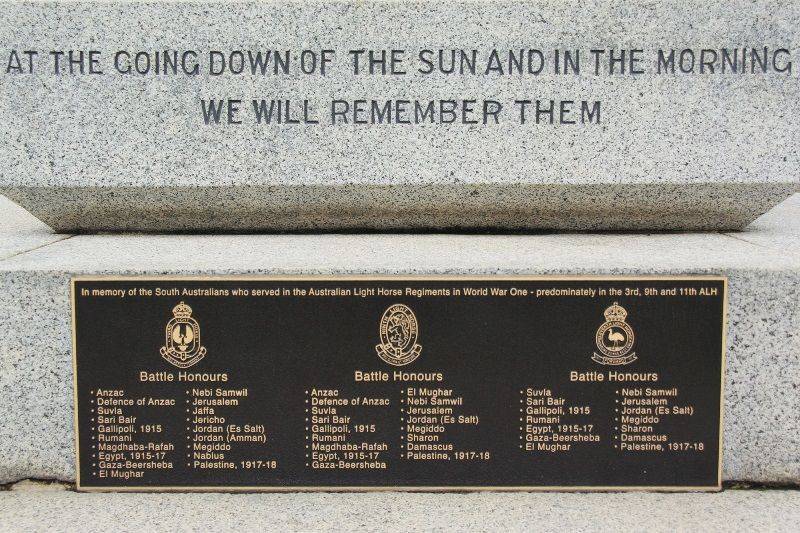 AT THE GOING DOWN OF THE SUN AND IN THE MORNING
WE WILL REMEMBER THEM
In memory of the South Australians who served in the Australian Light Horse Regiments in World War One - predominately in the 3rd, 9th and 11th ALH
Battle Honours
• Anzac
• Defence of Anzac
• Suvla
• Sari Bair
• Gallipoli, 1915
• Rumani
• Magdhaba-Rafah
• Egypt, 1915-17
• Gaza-Beersheba
• El Mughar
• Nebi Samwil
• Jerusalem
• Jaffa
• Jericho
• Jordan (Es Salt)
• Jordan (Amman)
• Megiddo
• Nablus
• Palestine, 1917-18
Battle Honours
• Anzac
• Defence of Anzac
• Suvla
• Sari Bair
• Gallipoli, 1915
• Rumani
• Magdhaba-Rafah
• Egypt, 1915-17
• Gaza-Beersheba
• El Mughar
• Nebi Samwil
• Jerusalem
• Jordan (Es Salt)
• Megiddo
• Sharon
• Damascus
• Palestine, 1917-18
Battle Honours
• Suvla
• Sari Bair
• Gallipoli, 1915
• Rumani
• Egypt, 1915-17
• Gaza-Beersheba
• El Mughar
• Nebi Samwil
• Jerusalem
• Jordan (Es Salt)
• Megiddo
• Sharon
• Damascus
• Palestine, 1917-18